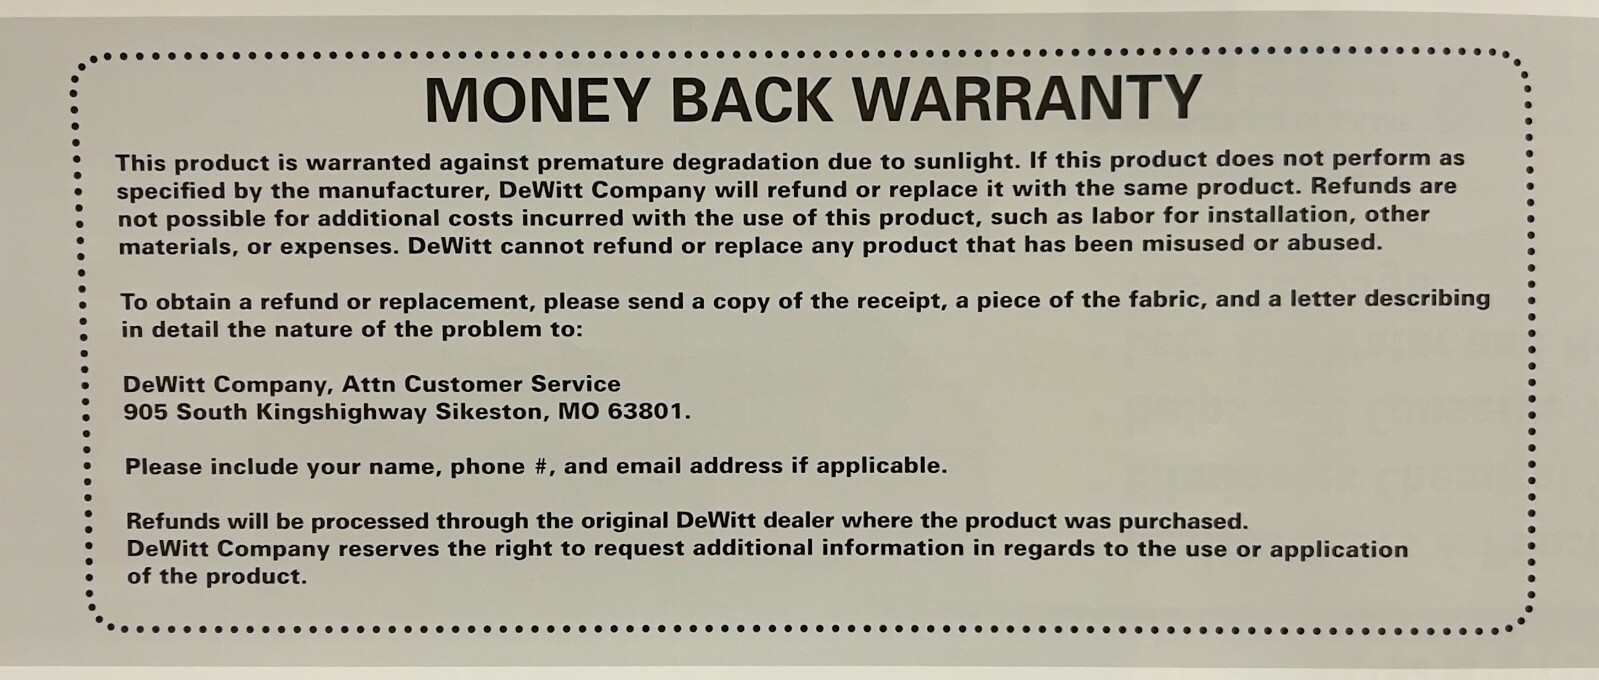 MONEY BACK WARRANTY
This product is warranted against premature degradation due to sunlight. If this product does not perform as
specified by the manufacturer, DeWitt Company will refund or replace it with the same product. Refunds are
not possible for additional costs incurred with the use of this product, such as labor for installation, other
materials, or expenses. DeWitt cannot refund or replace any product that has been misused or abused.
To obtain a refund or replacement, please send a copy of the receipt, a piece of the fabric, and a letter describing
in detail the nature of the problem to:
DeWitt Company, Attn Customer Service
905 South Kingshighway Sikeston, MO 63801.
Please include your name, phone #, and email address if applicable.
Refunds will be processed through the original DeWitt dealer where the product was purchased.
DeWitt Company reserves the right to request additional information in regards to the use or application
of the product.